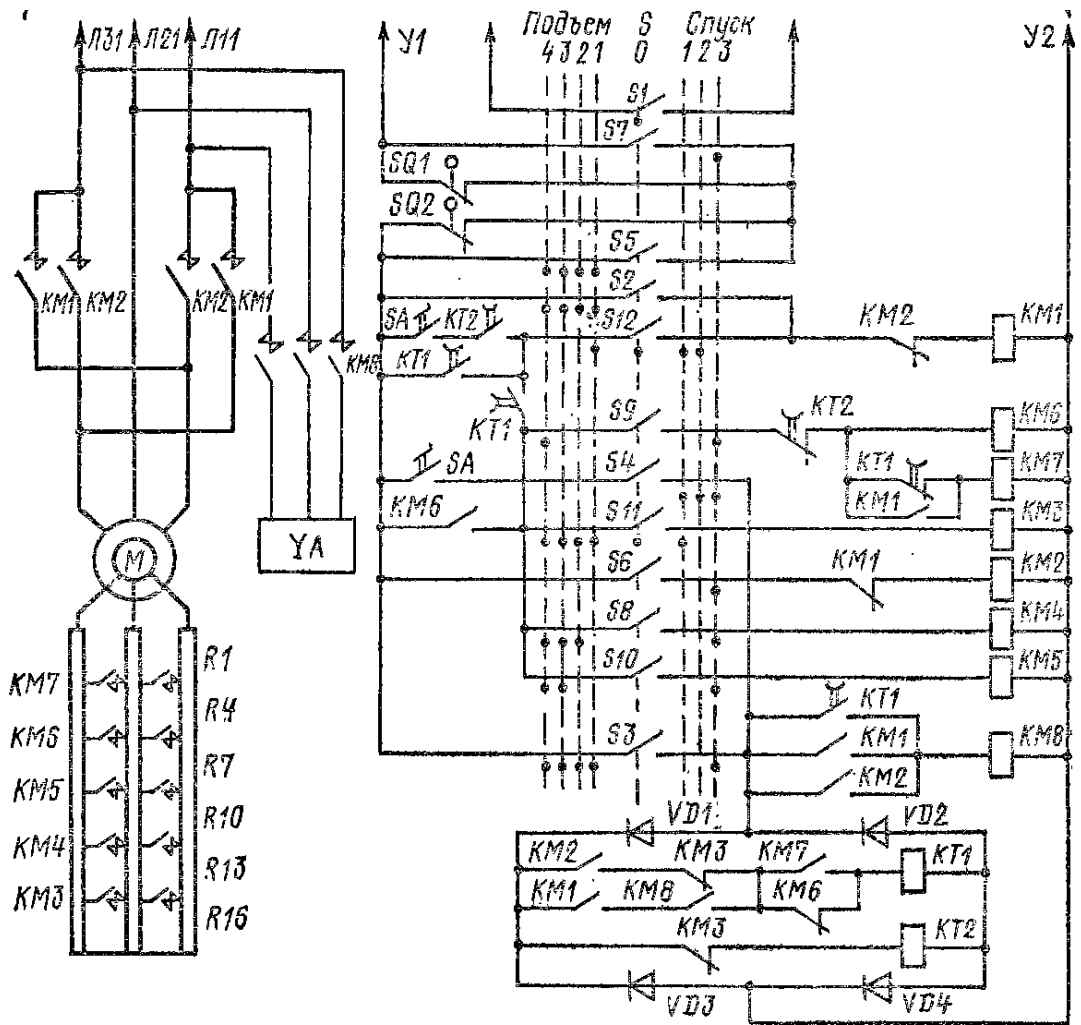 Л31 Л21 Л11 У1 Подъем S Спуск У2
4 3 2 1 0 1 2 3
S1
S7
SQ1
SQ2
S5
S2
KM1 KM2 KM2 KM1
SA KT2 S12 KM2 KM1
KM8 KT1
KT1 S9 KT2 KM6
SA S4 KT1 KM7
KM1
KM6 S11 KM3
YA
M
S6 KM1 KM2
S8 KM4
S10 KM5
R1
KM7
KT1
R4
KM6
S3 KM1 KM8
R7
KM2
KM5
R10
VD1 VD2
KM4
KM2 KM3 KM7 KT1
R13
KM3
KM1 KM8 KM6
R16
KM3 KT2
VD3 VD4